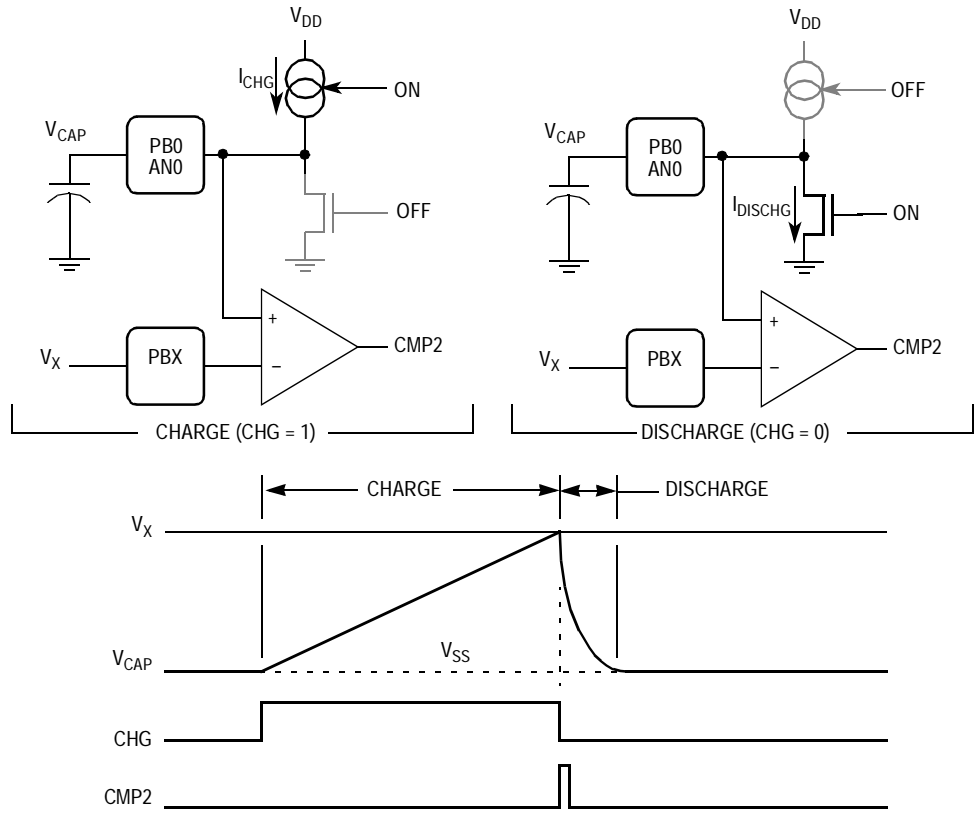 VDD
ICHG
ON
VCAP
PB0
AN0
OFF
+
CMP2
VX
PBX
–
CHARGE (CHG = 1)
VDD
OFF
VCAP
PB0
AN0
IDISCHG
ON
+
CMP2
VX
PBX
–
DISCHARGE (CHG = 0)
CHARGE
DISCHARGE
VX
VSS
VCAP
CHG
CMP2